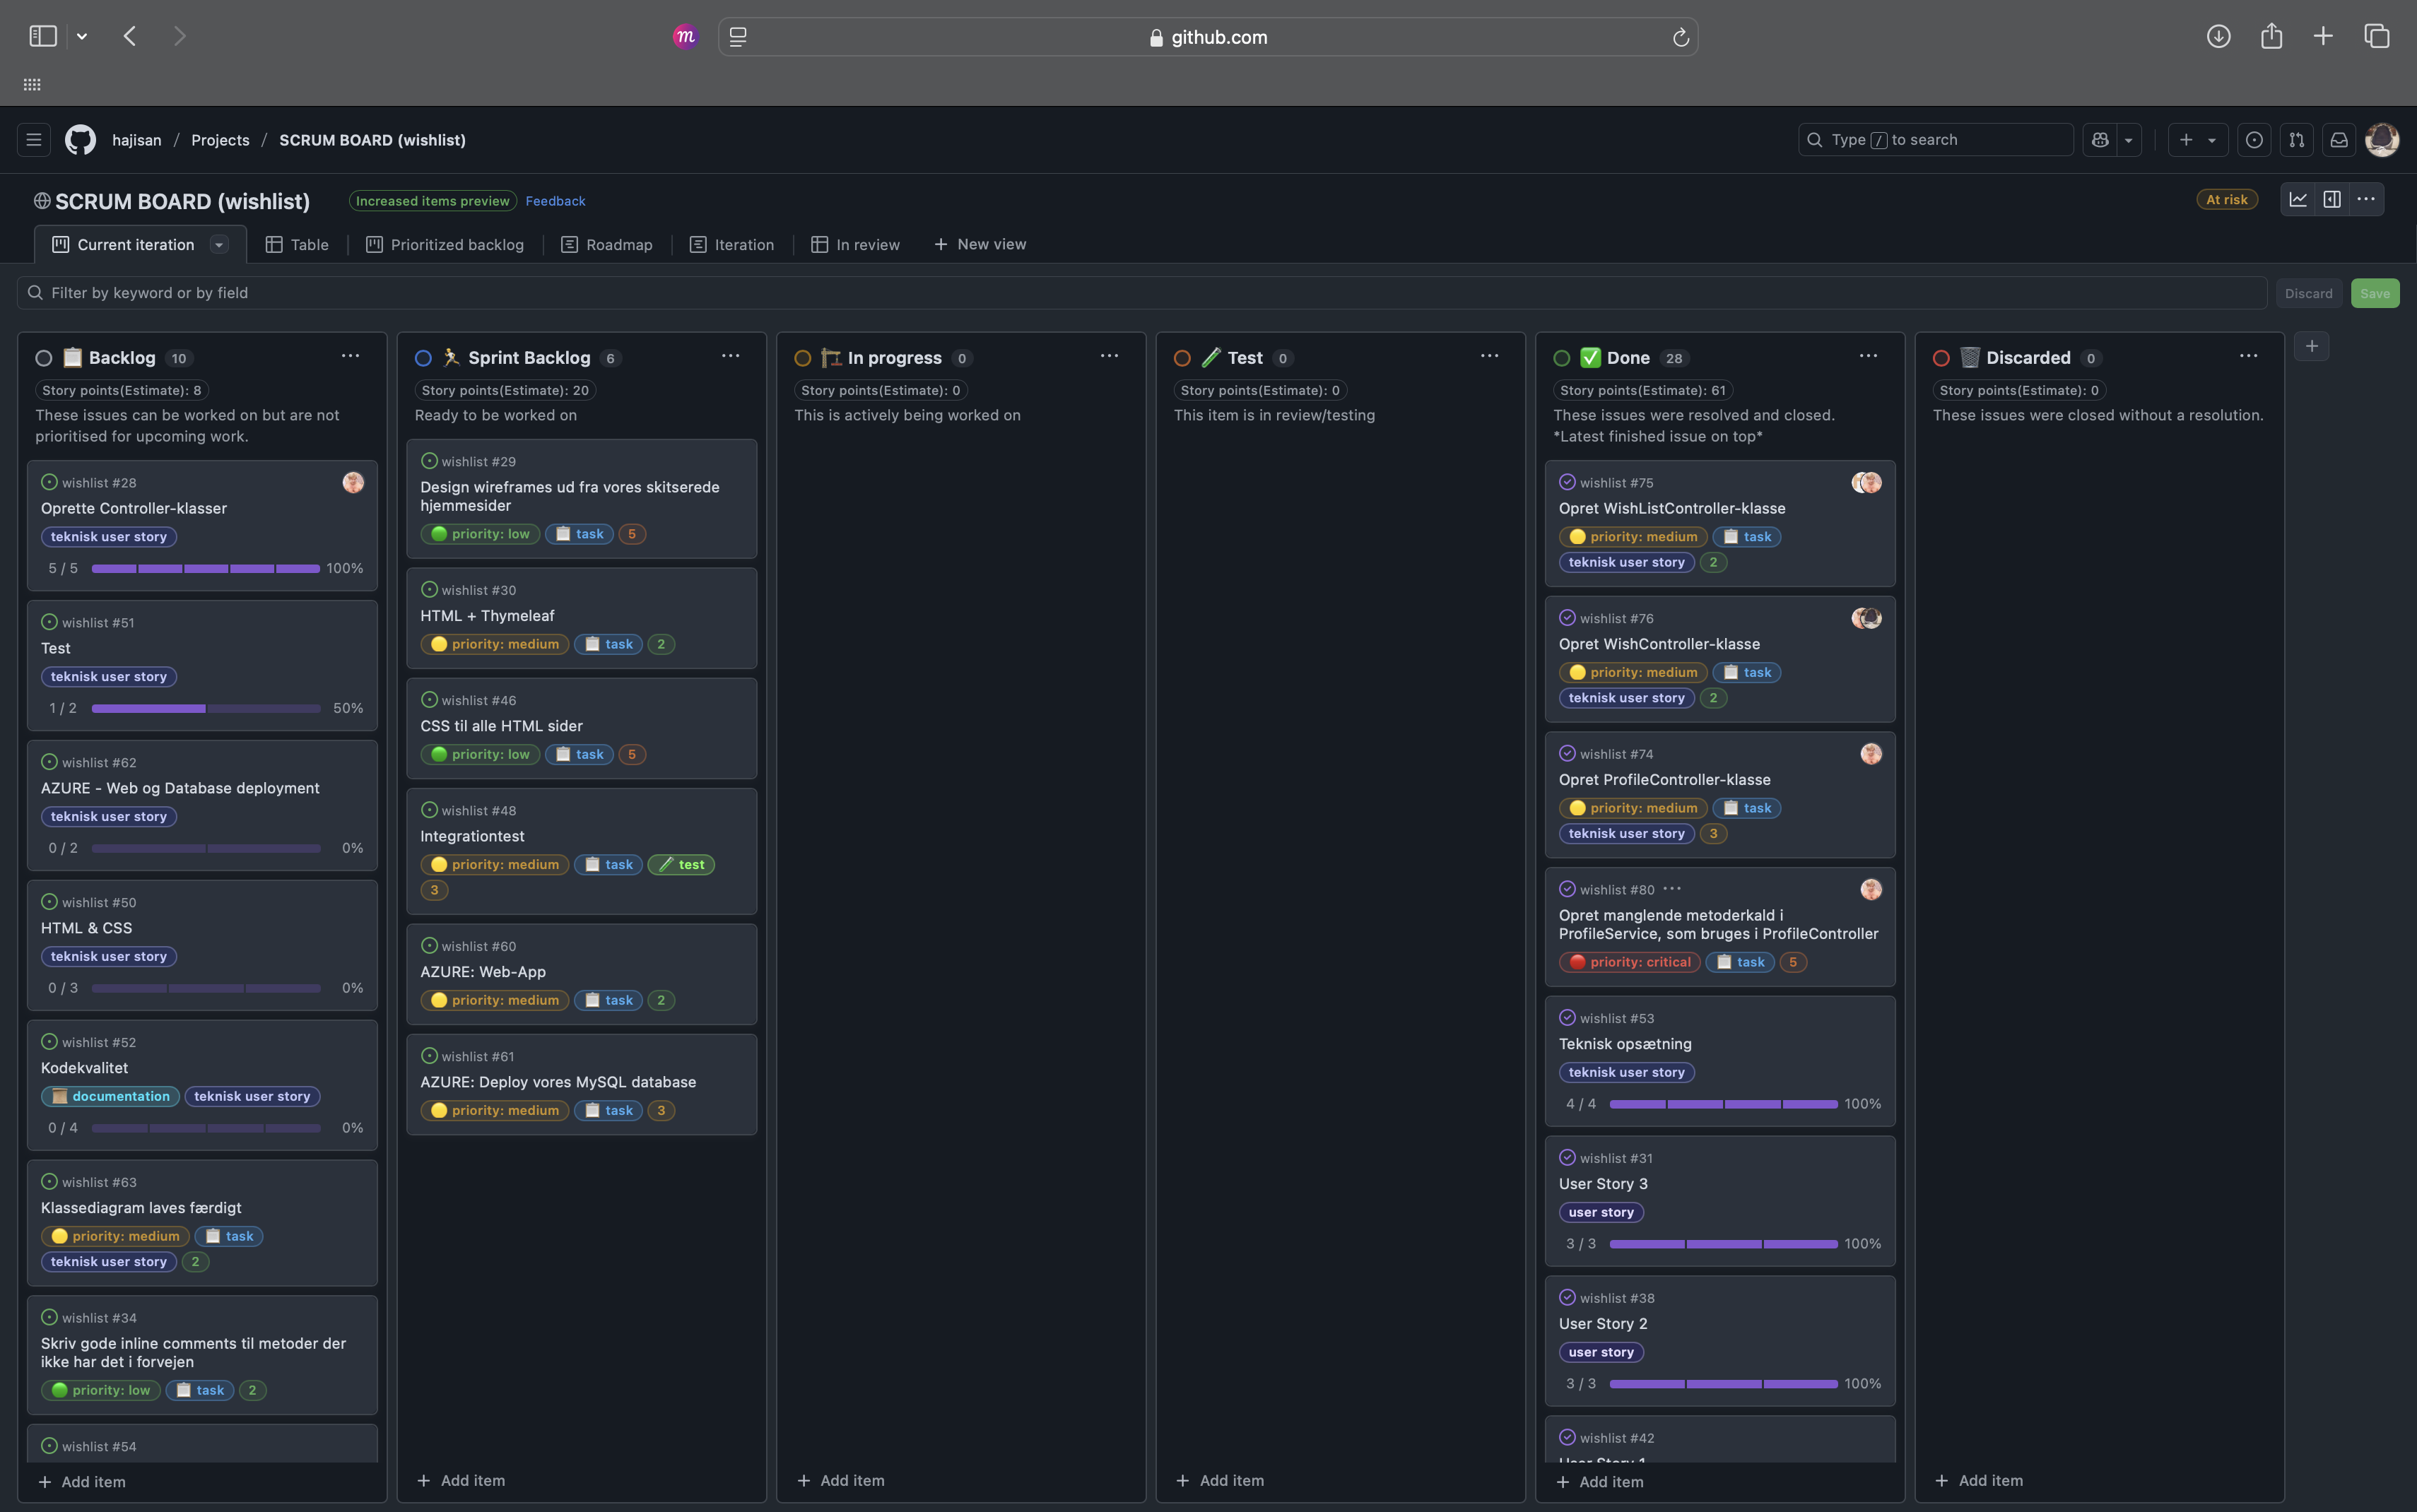 m
github.com
hajisan / Projects / SCRUM BOARD (wishlist)
Type / to search
SCRUM BOARD (wishlist)
Increased items preview
Feedback
At risk
Current iteration
Table
Prioritized backlog
Roadmap
Iteration
In review
New view
Filter by keyword or by field
Discard
Save
Backlog 10
Story points(Estimate): 8
These issues can be worked on but are not
prioritised for upcoming work.
wishlist #28
Oprette Controller-klasser
teknisk user story
5 / 5 100%
wishlist #51
Test
teknisk user story
1 / 2 50%
wishlist #62
AZURE - Web og Database deployment
teknisk user story
0 / 2 0%
wishlist #50
HTML & CSS
teknisk user story
0 / 3 0%
wishlist #52
Kodekvalitet
documentation teknisk user story
0 / 4 0%
wishlist #63
Klassediagram laves færdigt
priority: medium task
teknisk user story 2
wishlist #34
Skriv gode inline comments til metoder der
ikke har det i forvejen
priority: low task 2
wishlist #54
Add item
Sprint Backlog 6
Story points(Estimate): 20
Ready to be worked on
wishlist #29
Design wireframes ud fra vores skitserede
hjemmesider
priority: low task 5
wishlist #30
HTML + Thymeleaf
priority: medium task 2
wishlist #46
CSS til alle HTML sider
priority: low task 5
wishlist #48
Integrationtest
priority: medium task test
3
wishlist #60
AZURE: Web-App
priority: medium task 2
wishlist #61
AZURE: Deploy vores MySQL database
priority: medium task 3
Add item
In progress 0
Story points(Estimate): 0
This is actively being worked on
Add item
Test 0
Story points(Estimate): 0
This item is in review/testing
Add item
Done 28
Story points(Estimate): 61
These issues were resolved and closed.
*Latest finished issue on top*
wishlist #75
Opret WishListController-klasse
priority: medium task
teknisk user story 2
wishlist #76
Opret WishController-klasse
priority: medium task
teknisk user story 2
wishlist #74
Opret ProfileController-klasse
priority: medium task
teknisk user story 3
wishlist #80
Opret manglende metoderkald i
ProfileService, som bruges i ProfileController
priority: critical task 5
wishlist #53
Teknisk opsætning
teknisk user story
4 / 4 100%
wishlist #31
User Story 3
user story
3 / 3 100%
wishlist #38
User Story 2
user story
3 / 3 100%
wishlist #42
User Story 1
Add item
Discarded 0
Story points(Estimate): 0
These issues were closed without a resolution.
Add item